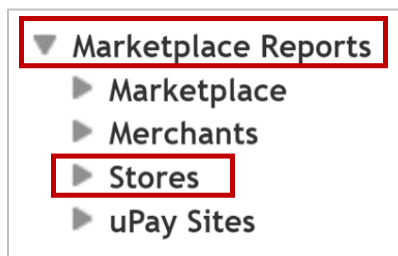 Marketplace Reports
Marketplace
Merchants
Stores
uPay Sites